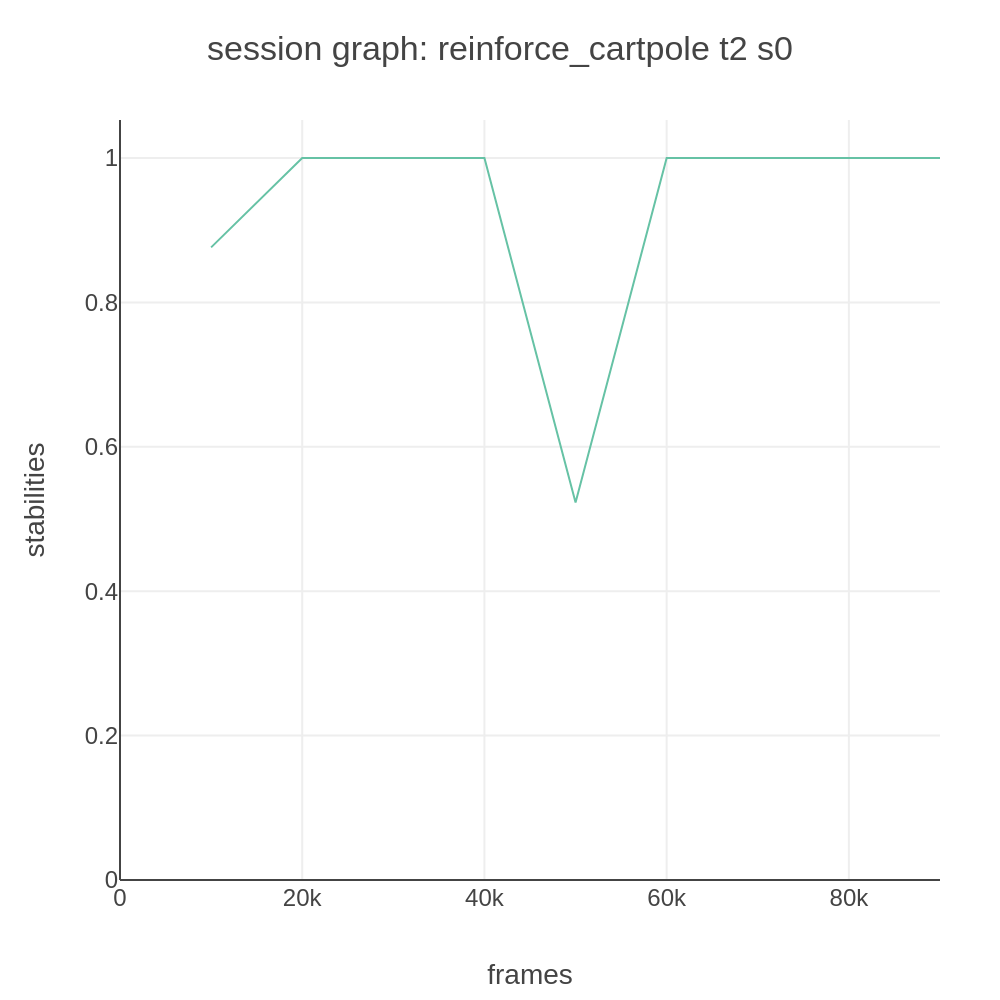 session graph: reinforce_cartpole t2 s0
stabilities
1
0.8
0.6
0.4
0.2
0
0 20k 40k 60k 80k
frames